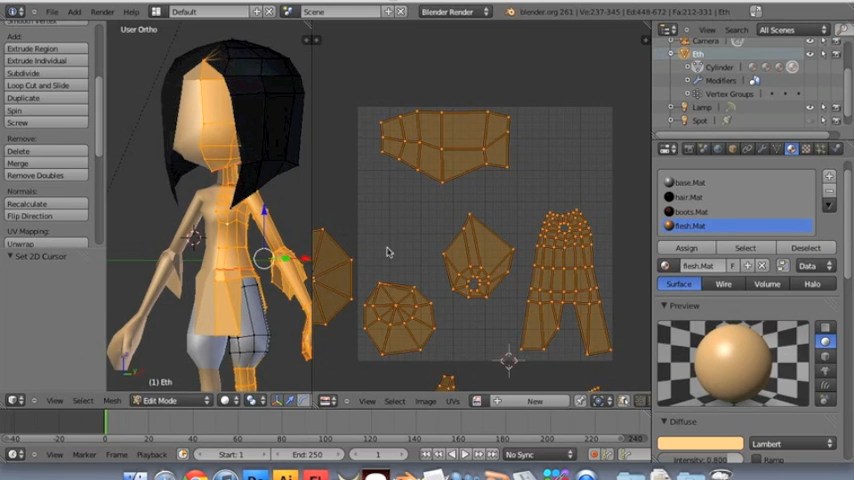 File Add Render Help Default Scene Blender Render blender.org 261 | Ve:237-345 | Ed:448-672 | Fa:212-331 | Eth
Smooth Vertex
Add:
Extrude Region
Extrude Individual
Subdivide
Loop Cut and Slide
Duplicate
Spin
Screw
Remove:
Delete
Merge
Remove Doubles
Normals:
Recalculate
Flip Direction
UV Mapping:
Unwrap
Set 2D Cursor
User Ortho
(1) Eth
View Select Mesh Edit Mode
View Select Image UVs New
View Search All Scenes
Camera
Eth
Cylinder
Modifiers
Vertex Groups
Lamp
Spot
base.Mat
hair.Mat
boots.Mat
flesh.Mat
Assign Select Deselect
flesh.Mat F Data
Surface Wire Volume Halo
Preview
Diffuse
Lambert
Intensity: 0.800 Ramp
-40 -20 0 20 40 60 80 100 120 140 160 180 200 220 240
View Marker Frame Playback Start: 1 End: 250 1 No Sync